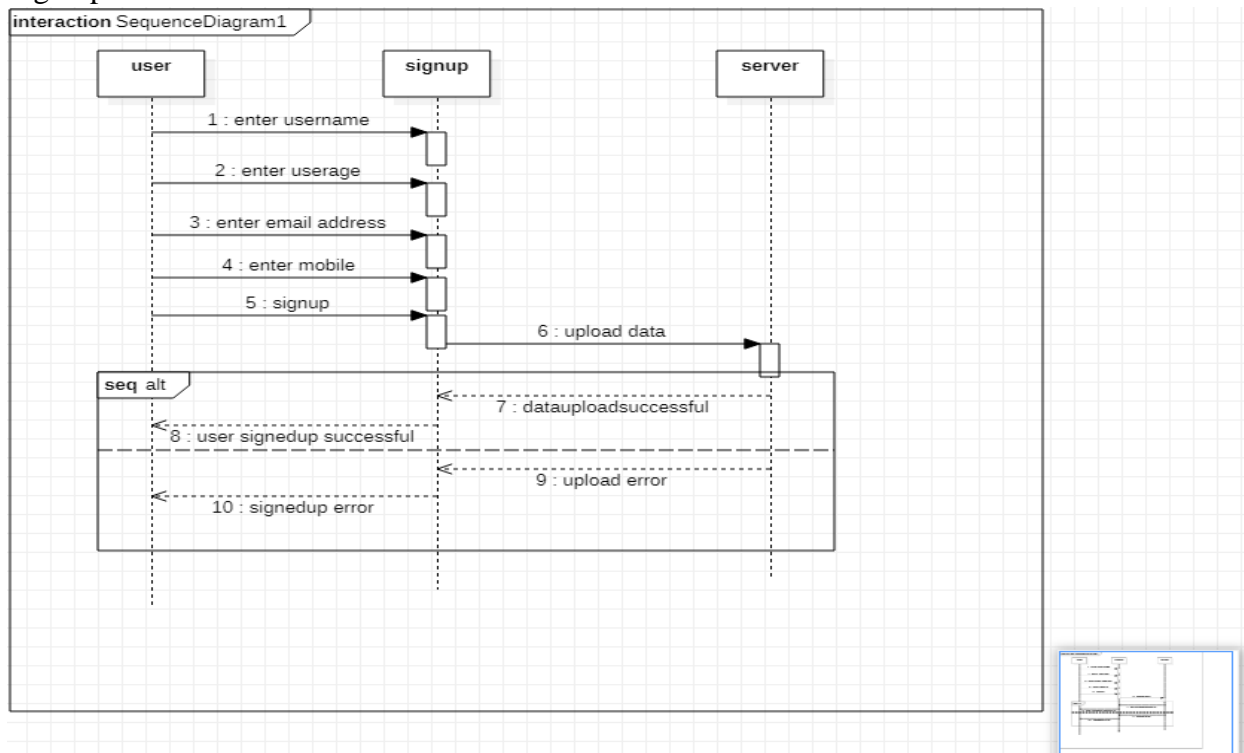 interaction SequenceDiagram1
user
signup
server
1 : enter username
2 : enter userage
3 : enter email address
4 : enter mobile
5 : signup
6 : upload data
seq alt
7 : datauploadsuccessful
8 : user signedup successful
9 : upload error
10 : signedup error